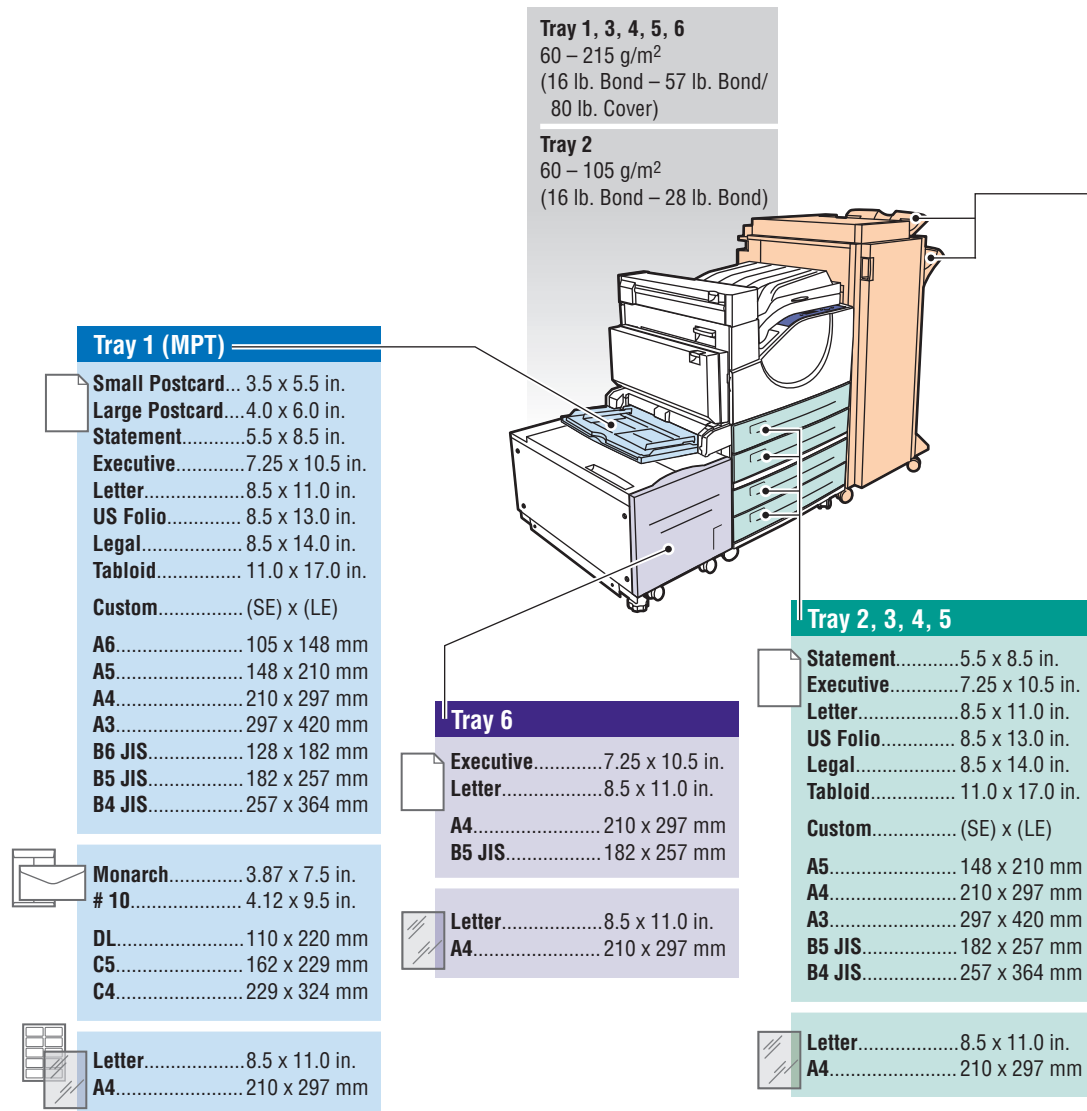 Tray 1, 3, 4, 5, 6
60 – 215 g/m²
(16 lb. Bond – 57 lb. Bond/
80 lb. Cover)
Tray 2
60 – 105 g/m²
(16 lb. Bond – 28 lb. Bond)
Tray 1 (MPT)
Small Postcard... 3.5 x 5.5 in.
Large Postcard....4.0 x 6.0 in.
Statement............5.5 x 8.5 in.
Executive.............7.25 x 10.5 in.
Letter...................8.5 x 11.0 in.
US Folio............... 8.5 x 13.0 in.
Legal................... 8.5 x 14.0 in.
Tabloid................. 11.0 x 17.0 in.
Custom................(SE) x (LE)
A6.......................105 x 148 mm
A5.......................148 x 210 mm
A4.......................210 x 297 mm
A3.......................297 x 420 mm
B6 JIS.................128 x 182 mm
B5 JIS.................182 x 257 mm
B4 JIS.................257 x 364 mm
Monarch..............3.87 x 7.5 in.
# 10.................... 4.12 x 9.5 in.
DL.......................110 x 220 mm
C5.......................162 x 229 mm
C4.......................229 x 324 mm
Letter...................8.5 x 11.0 in.
A4.......................210 x 297 mm
Tray 6
Executive.............7.25 x 10.5 in.
Letter...................8.5 x 11.0 in.
A4.......................210 x 297 mm
B5 JIS.................182 x 257 mm
Letter...................8.5 x 11.0 in.
A4.......................210 x 297 mm
Tray 2, 3, 4, 5
Statement............5.5 x 8.5 in.
Executive.............7.25 x 10.5 in.
Letter...................8.5 x 11.0 in.
US Folio............... 8.5 x 13.0 in.
Legal...................8.5 x 14.0 in.
Tabloid................. 11.0 x 17.0 in.
Custom................(SE) x (LE)
A5.......................148 x 210 mm
A4.......................210 x 297 mm
A3.......................297 x 420 mm
B5 JIS.................182 x 257 mm
B4 JIS.................257 x 364 mm
Letter...................8.5 x 11.0 in.
A4.......................210 x 297 mm